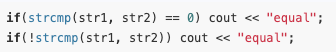 if(strcmp(str1, str2) == 0) cout << "equal";
if(!strcmp(str1, str2)) cout << "equal";